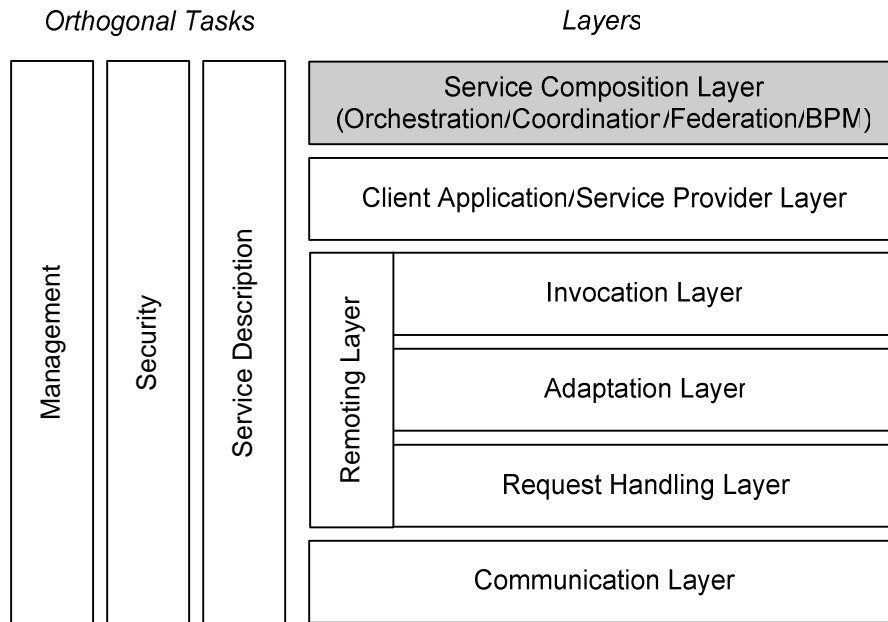 Orthogonal Tasks
Layers
Management
Security
Service Description
Service Composition Layer
(Orchestration/Coordination/Federation/BPM)
Client Application/Service Provider Layer
Remoting Layer
Invocation Layer
Adaptation Layer
Request Handling Layer
Communication Layer